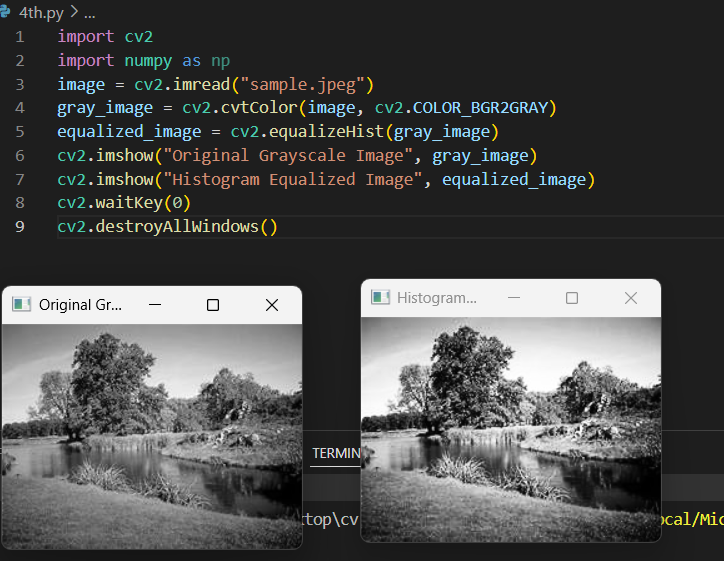 4th.py > ...
1 import cv2
2 import numpy as np
3 image = cv2.imread("sample.jpeg")
4 gray_image = cv2.cvtColor(image, cv2.COLOR_BGR2GRAY)
5 equalized_image = cv2.equalizeHist(gray_image)
6 cv2.imshow("Original Grayscale Image", gray_image)
7 cv2.imshow("Histogram Equalized Image", equalized_image)
8 cv2.waitKey(0)
9 cv2.destroyAllWindows()
Original Gr...
Histogram...
TERMIN
top\cv
ocal/Mic